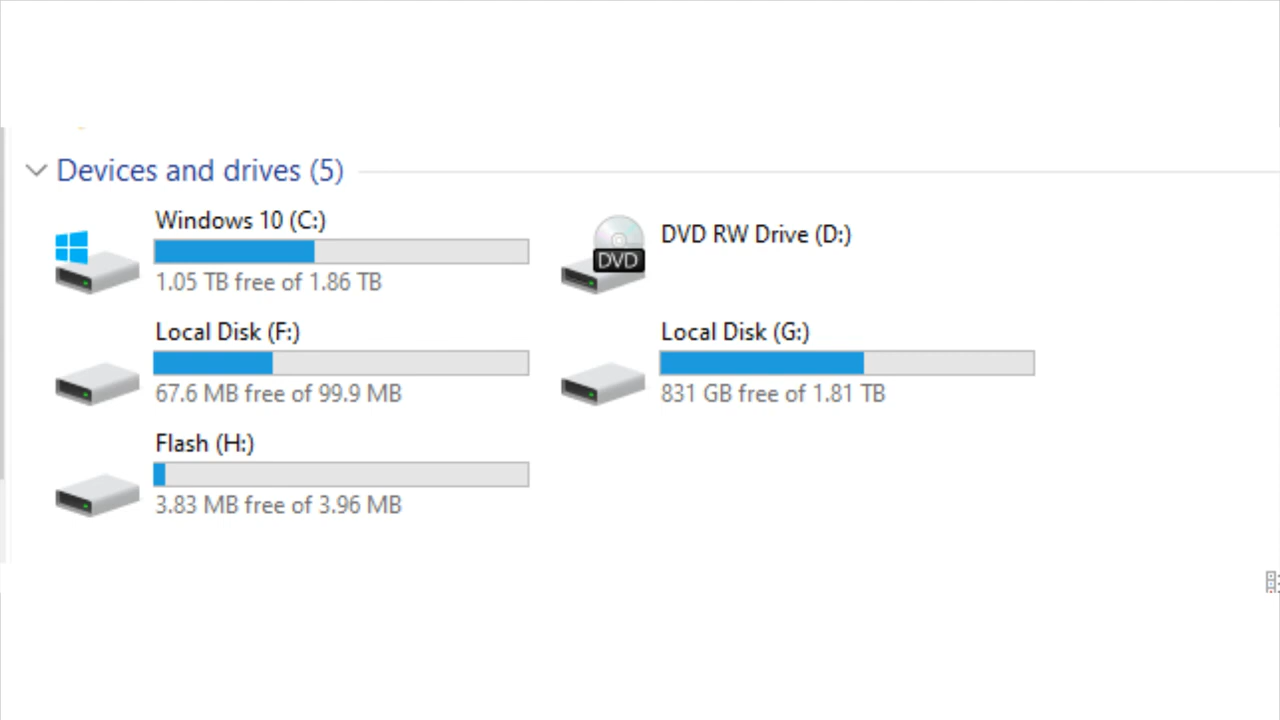 Devices and drives (5)
Windows 10 (C:)
1.05 TB free of 1.86 TB
DVD
DVD RW Drive (D:)
Local Disk (F:)
67.6 MB free of 99.9 MB
Local Disk (G:)
831 GB free of 1.81 TB
Flash (H:)
3.83 MB free of 3.96 MB